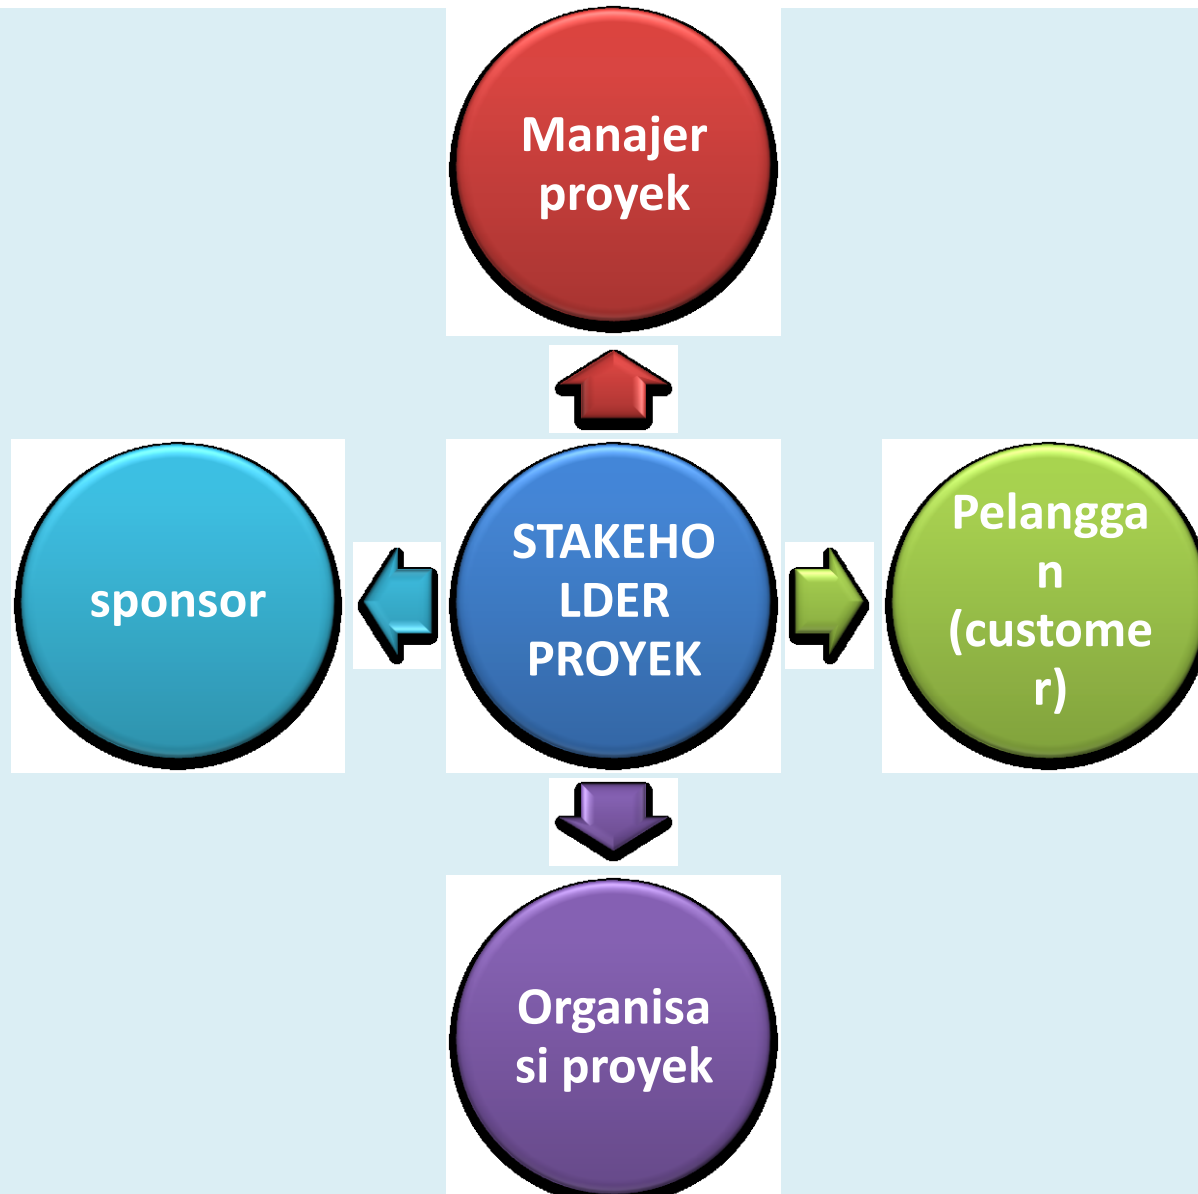 Manajer
proyek
sponsor
STAKEHO
LDER
PROYEK
Pelangga
n
(custome
r)
Organisa
si proyek